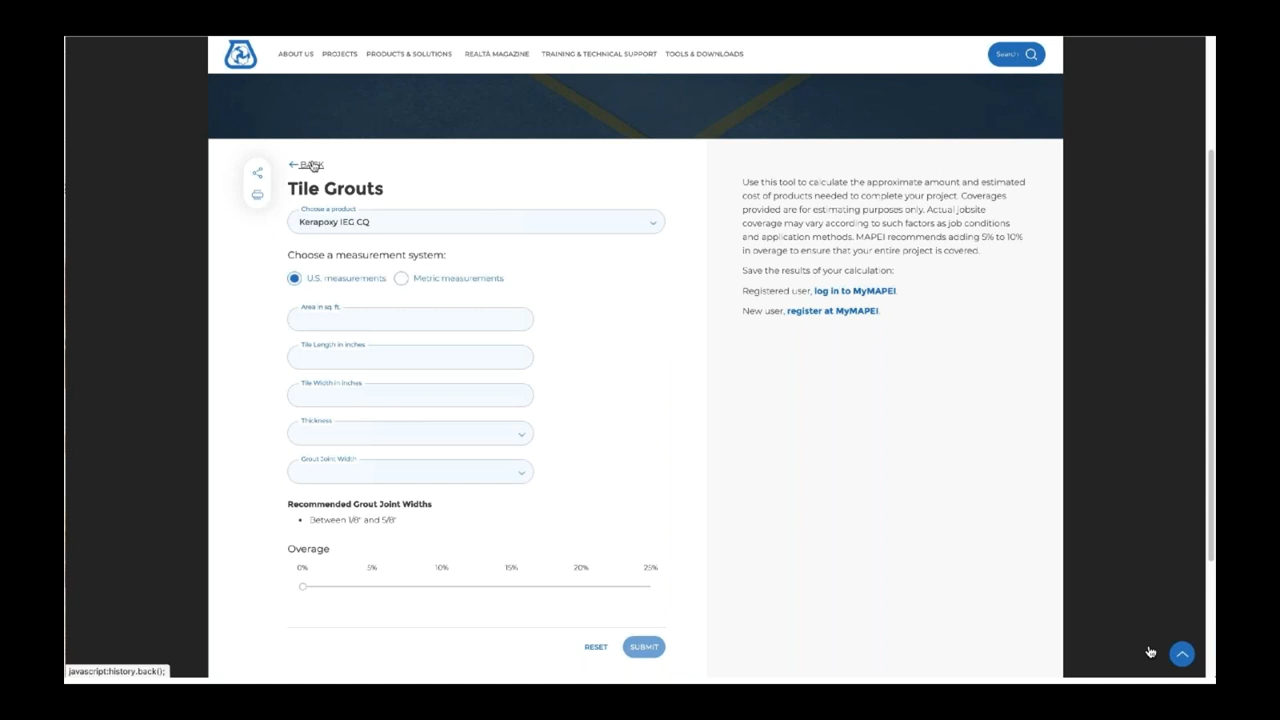 ABOUT US PROJECTS PRODUCTS & SOLUTIONS REALTÀ MAGAZINE TRAINING & TECHNICAL SUPPORT TOOLS & DOWNLOADS
Search
BACK
Tile Grouts
Choose a product
Kerapoxy IEG CQ
Choose a measurement system:
U.S. measurements Metric measurements
Area in sq. ft.
Tile Length in inches
Tile Width in inches
Thickness
Grout Joint Width
Recommended Grout Joint Widths
• Between 1/8" and 5/8"
Overage
0% 5% 10% 15% 20% 25%
RESET SUBMIT
Use this tool to calculate the approximate amount and estimated
cost of products needed to complete your project. Coverages
provided are for estimating purposes only. Actual jobsite
coverage may vary according to such factors as job conditions
and application methods. MAPEI recommends adding 5% to 10%
in overage to ensure that your entire project is covered.
Save the results of your calculation:
Registered user, log in to MyMAPEI.
New user, register at MyMAPEI.
javascript:history.back();